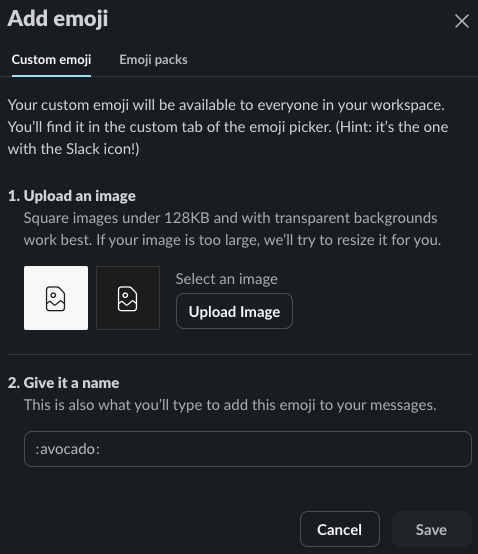 Add emoji
Custom emoji
Emoji packs
Your custom emoji will be available to everyone in your workspace.
You’ll find it in the custom tab of the emoji picker. (Hint: it’s the one
with the Slack icon!)
1. Upload an image
Square images under 128KB and with transparent backgrounds
work best. If your image is too large, we’ll try to resize it for you.
Select an image
Upload Image
2. Give it a name
This is also what you’ll type to add this emoji to your messages.
:avocado:
Cancel
Save